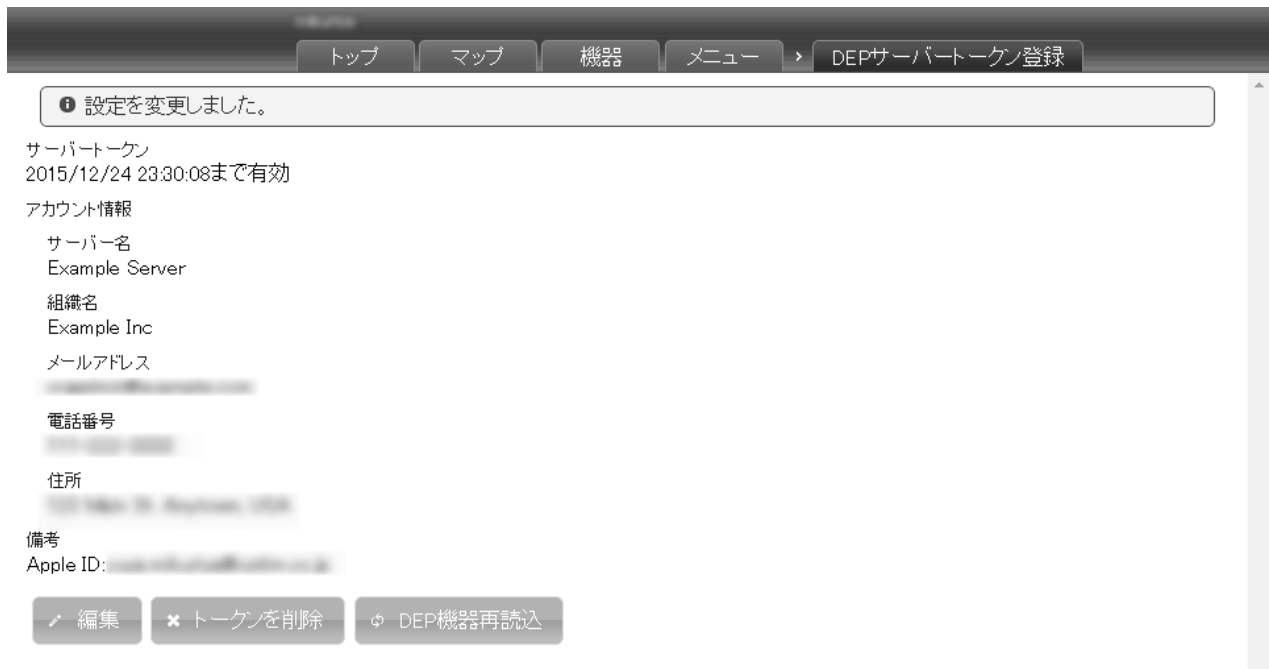 トップ マップ 機器 メニュー › DEPサーバートークン登録
設定を変更しました。
サーバートークン
2015/12/24 23:30:08まで有効
アカウント情報
サーバー名
Example Server
組織名
Example Inc
メールアドレス
電話番号
住所
備考
Apple ID:
編集 トークンを削除 DEP機器再読込